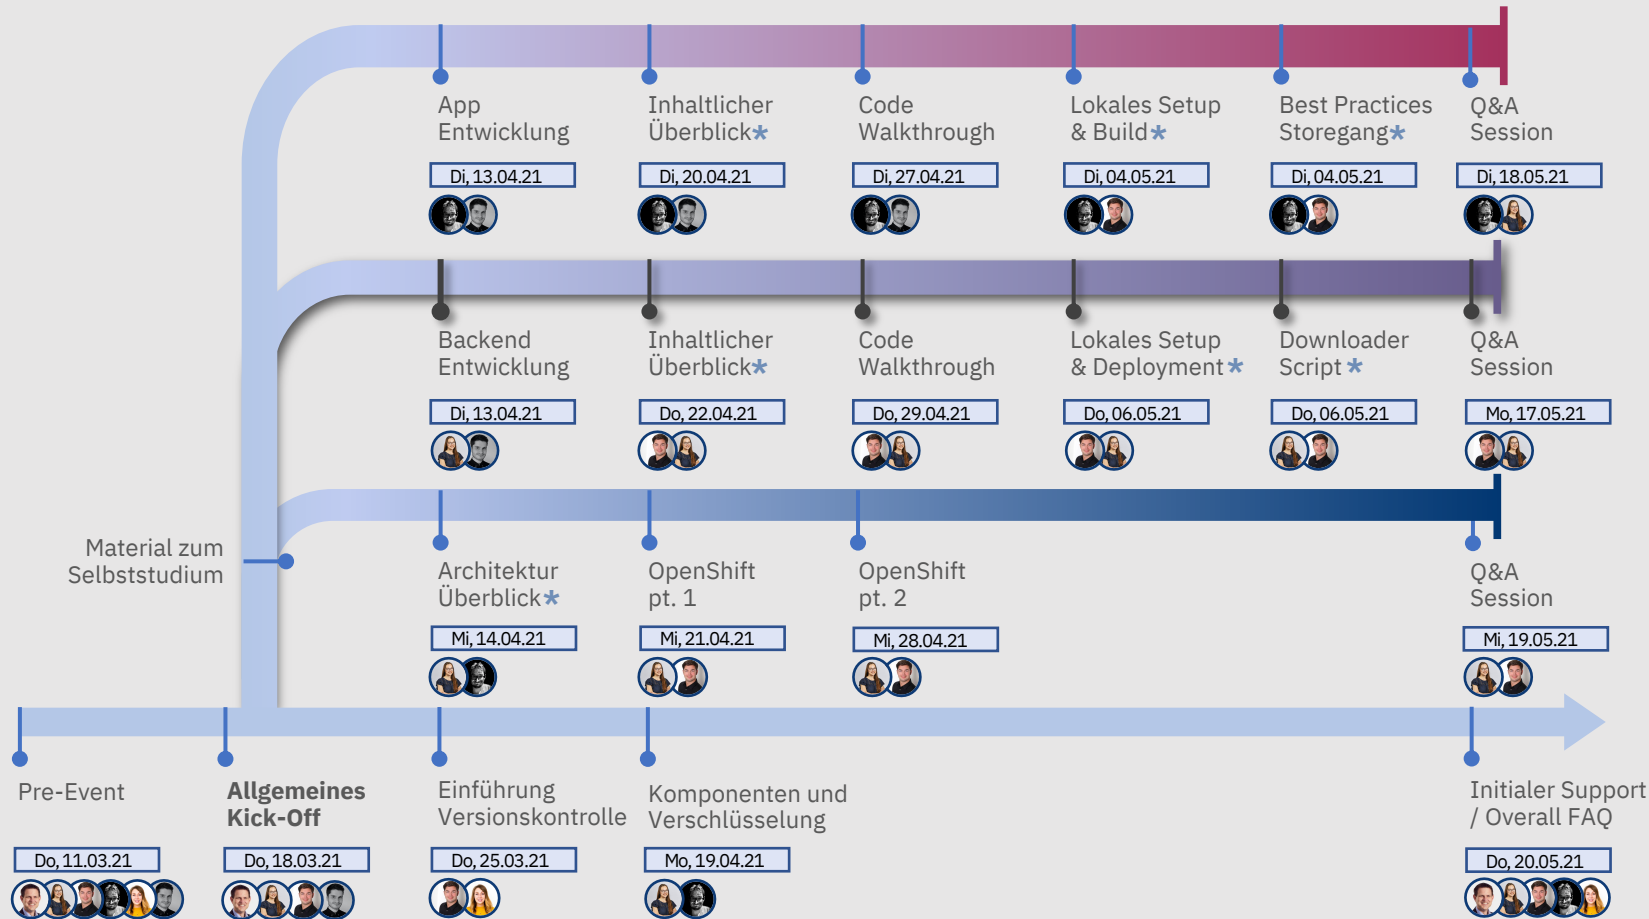 App
Entwicklung
Di, 13.04.21
Inhaltlicher
Überblick*
Di, 20.04.21
Code
Walkthrough
Di, 27.04.21
Lokales Setup
& Build*
Di, 04.05.21
Best Practices
Storegang*
Di, 04.05.21
Q&A
Session
Di, 18.05.21
Backend
Entwicklung
Di, 13.04.21
Inhaltlicher
Überblick*
Do, 22.04.21
Code
Walkthrough
Do, 29.04.21
Lokales Setup
& Deployment*
Do, 06.05.21
Downloader
Script*
Do, 06.05.21
Q&A
Session
Mo, 17.05.21
Material zum
Selbststudium
Architektur
Überblick*
Mi, 14.04.21
OpenShift
pt. 1
Mi, 21.04.21
OpenShift
pt. 2
Mi, 28.04.21
Q&A
Session
Mi, 19.05.21
Pre-Event
Do, 11.03.21
Allgemeines
Kick-Off
Do, 18.03.21
Einführung
Versionskontrolle
Do, 25.03.21
Komponenten und
Verschlüsselung
Mo, 19.04.21
Initialer Support
/ Overall FAQ
Do, 20.05.21